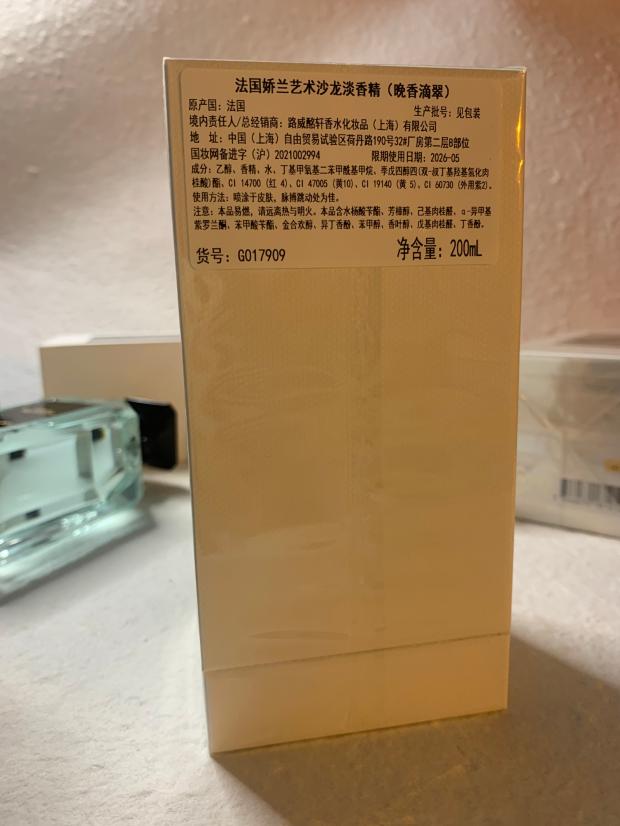 法国娇兰艺术沙龙淡香精（晚香滴翠）
原产国：法国 生产批号：见包装
境内责任人/总经销商：路威酩轩香水化妆品（上海）有限公司
地 址：中国（上海）自由贸易试验区荷丹路190号32#厂房第二层B部位
国妆网备进字（沪）2021002994 限期使用日期：2026-05
成分：乙醇、香精、水、丁基甲氧基二苯甲酰基甲烷、季戊四醇四（双-叔丁基羟基氢化肉
桂酸）酯、CI 14700（红 4）、CI 47005（黄10）、CI 19140（黄 5）、CI 60730（外用紫2）。
使用方法：喷涂于皮肤，脉搏跳动处为佳。
注意：本品易燃，请远离热与明火。本品含水杨酸苄酯、芳樟醇、己基肉桂醛、α-异甲基
紫罗兰酮、苯甲酸苄酯、金合欢醇、异丁香酚、苯甲醇、香叶醇、戊基肉桂醛、丁香酚。
货号：G017909 净含量：200mL